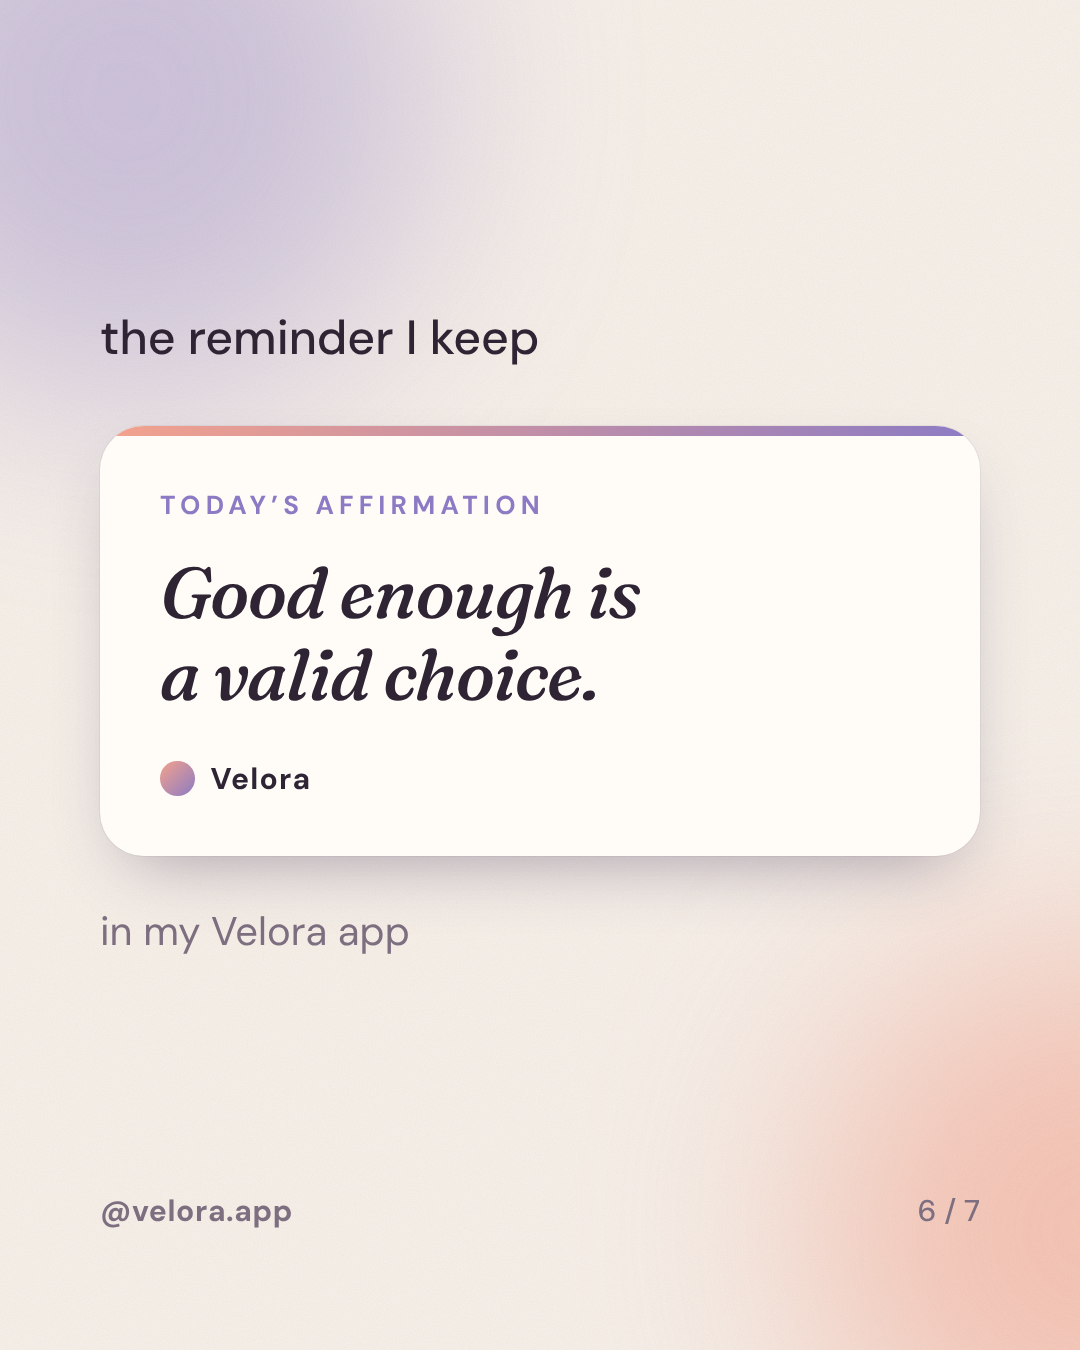 the reminder I keep
TODAY’S AFFIRMATION
Good enough is
a valid choice.
Velora
in my Velora app
@velora.app
6 / 7